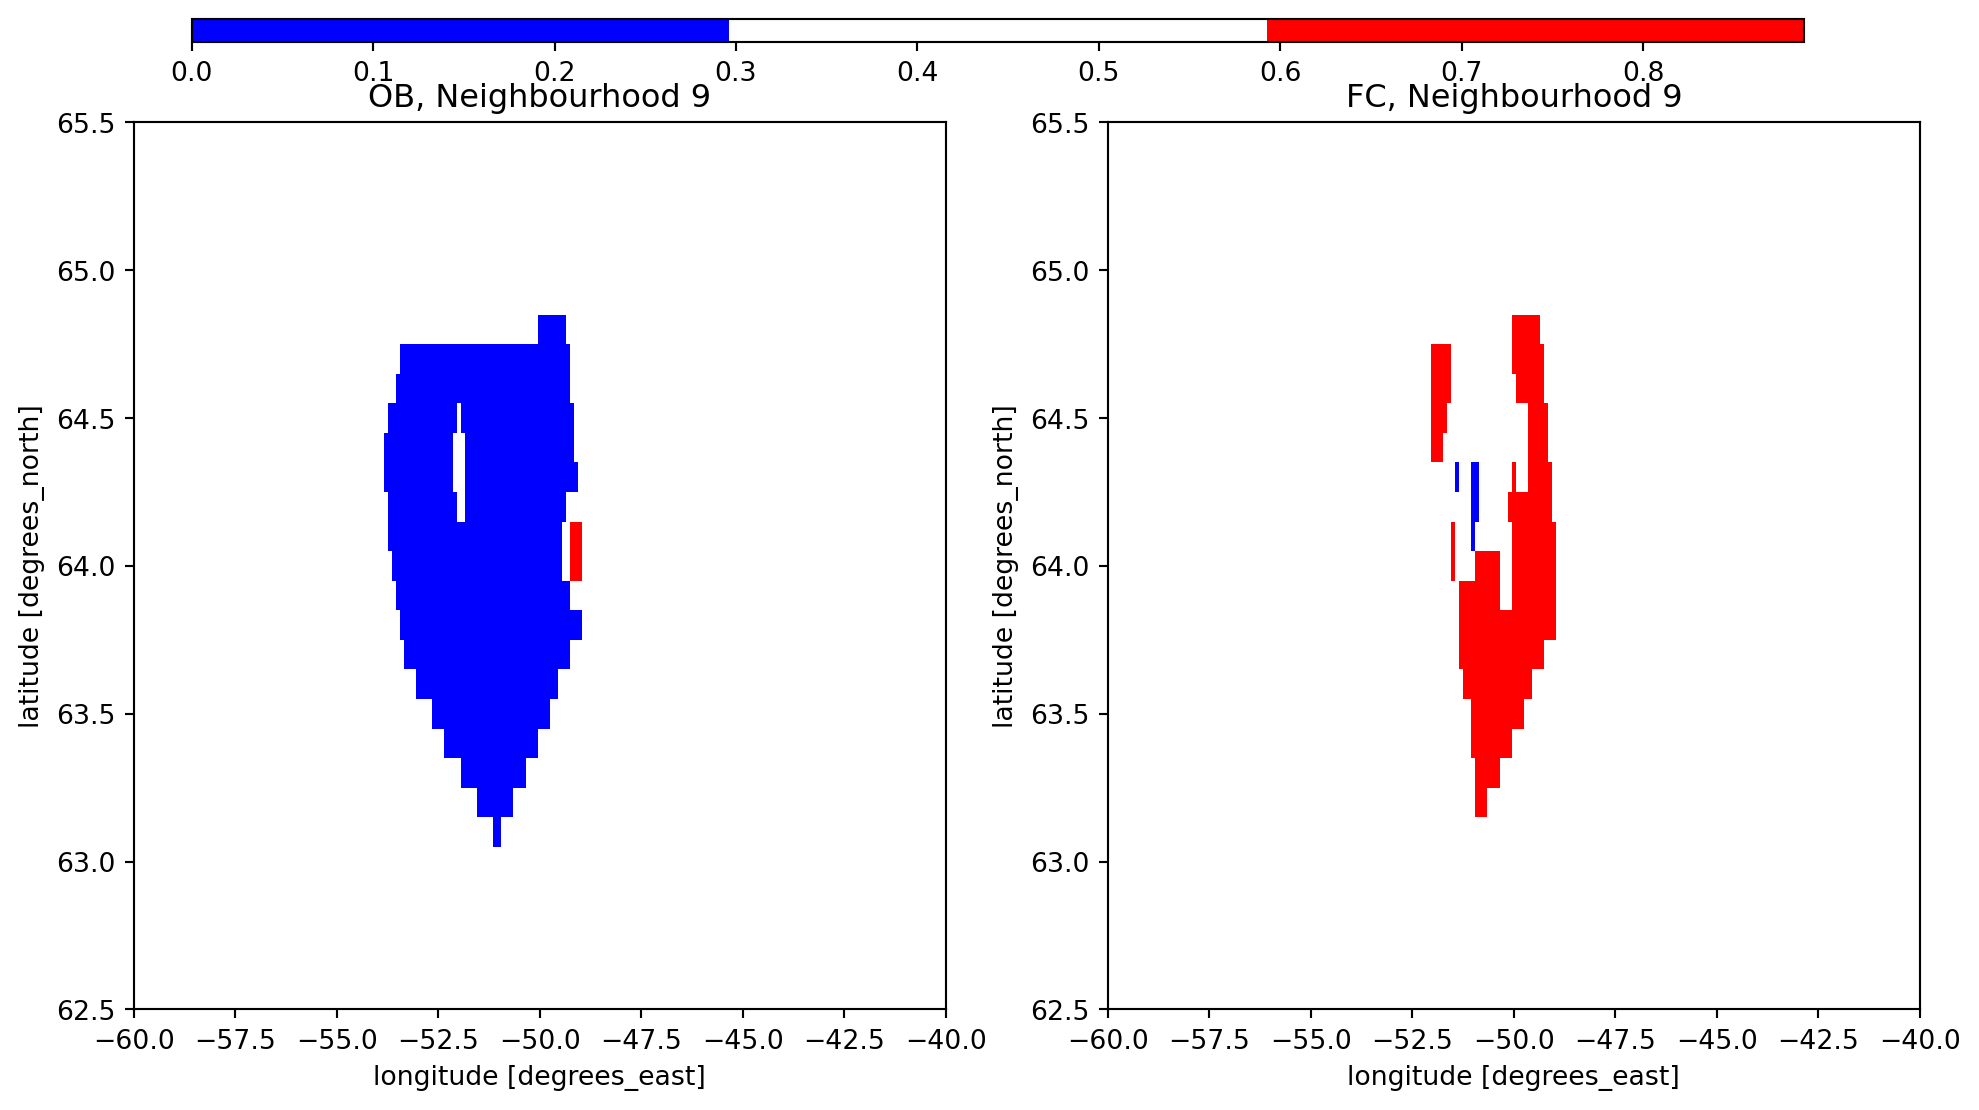 0.0 0.1 0.2 0.3 0.4 0.5 0.6 0.7 0.8
OB, Neighbourhood 9
65.5
65.0
64.5
64.0
63.5
63.0
62.5
latitude [degrees_north]
−60.0 −57.5 −55.0 −52.5 −50.0 −47.5 −45.0 −42.5 −40.0
longitude [degrees_east]
FC, Neighbourhood 9
65.5
65.0
64.5
64.0
63.5
63.0
62.5
latitude [degrees_north]
−60.0 −57.5 −55.0 −52.5 −50.0 −47.5 −45.0 −42.5 −40.0
longitude [degrees_east]